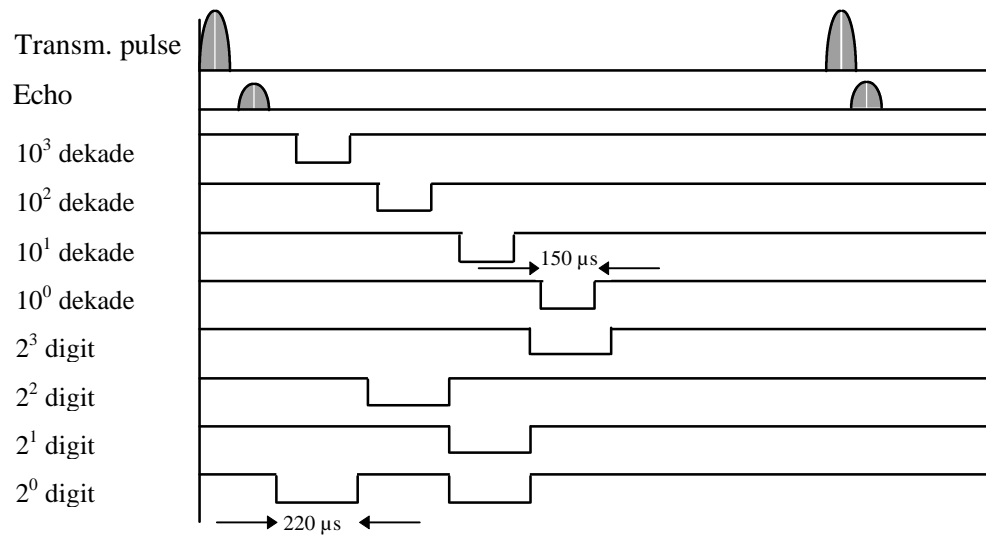 Transm. pulse
Echo
10³ dekade
10² dekade
10¹ dekade
150 µs
10⁰ dekade
2³ digit
2² digit
2¹ digit
2⁰ digit
220 µs